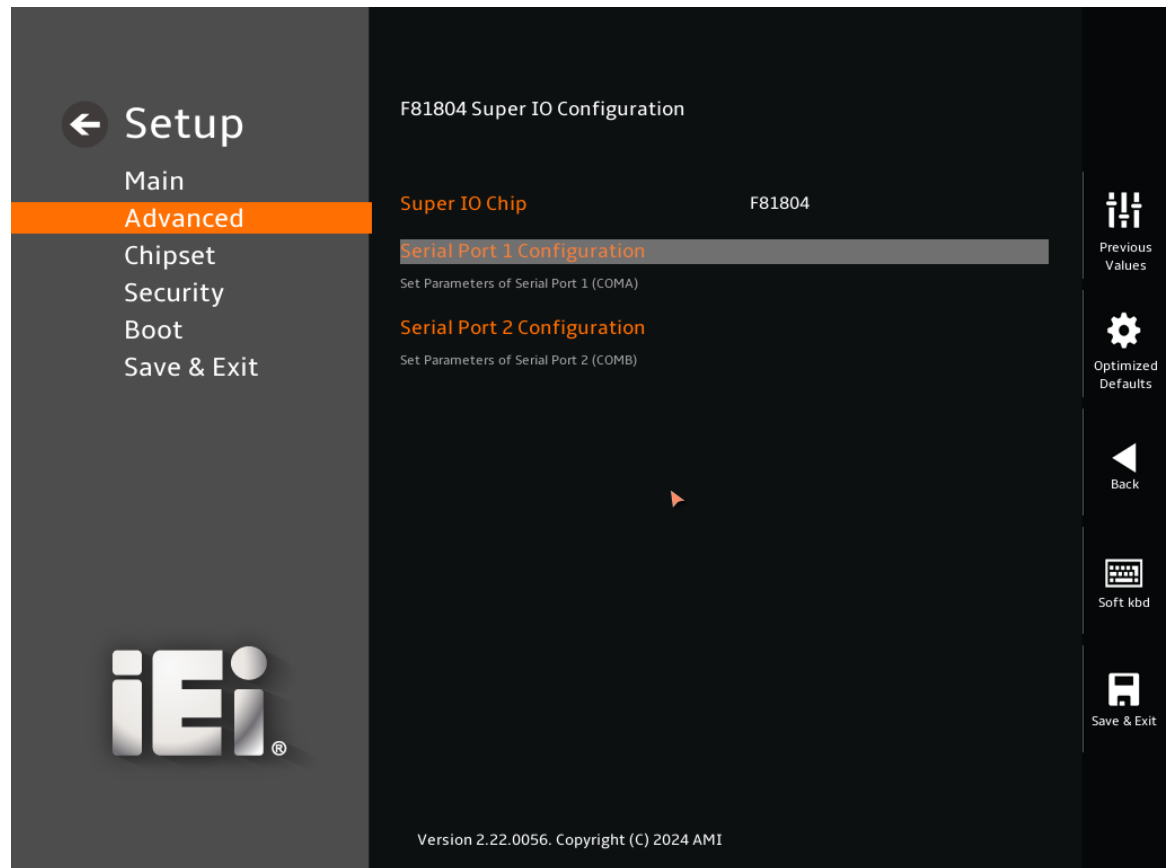 Setup
Main
Advanced
Chipset
Security
Boot
Save & Exit
F81804 Super IO Configuration
Super IO Chip F81804
Serial Port 1 Configuration
Set Parameters of Serial Port 1 (COMA)
Serial Port 2 Configuration
Set Parameters of Serial Port 2 (COMB)
Previous
Values
Optimized
Defaults
Back
Soft kbd
Save & Exit
iEi®
Version 2.22.0056. Copyright (C) 2024 AMI